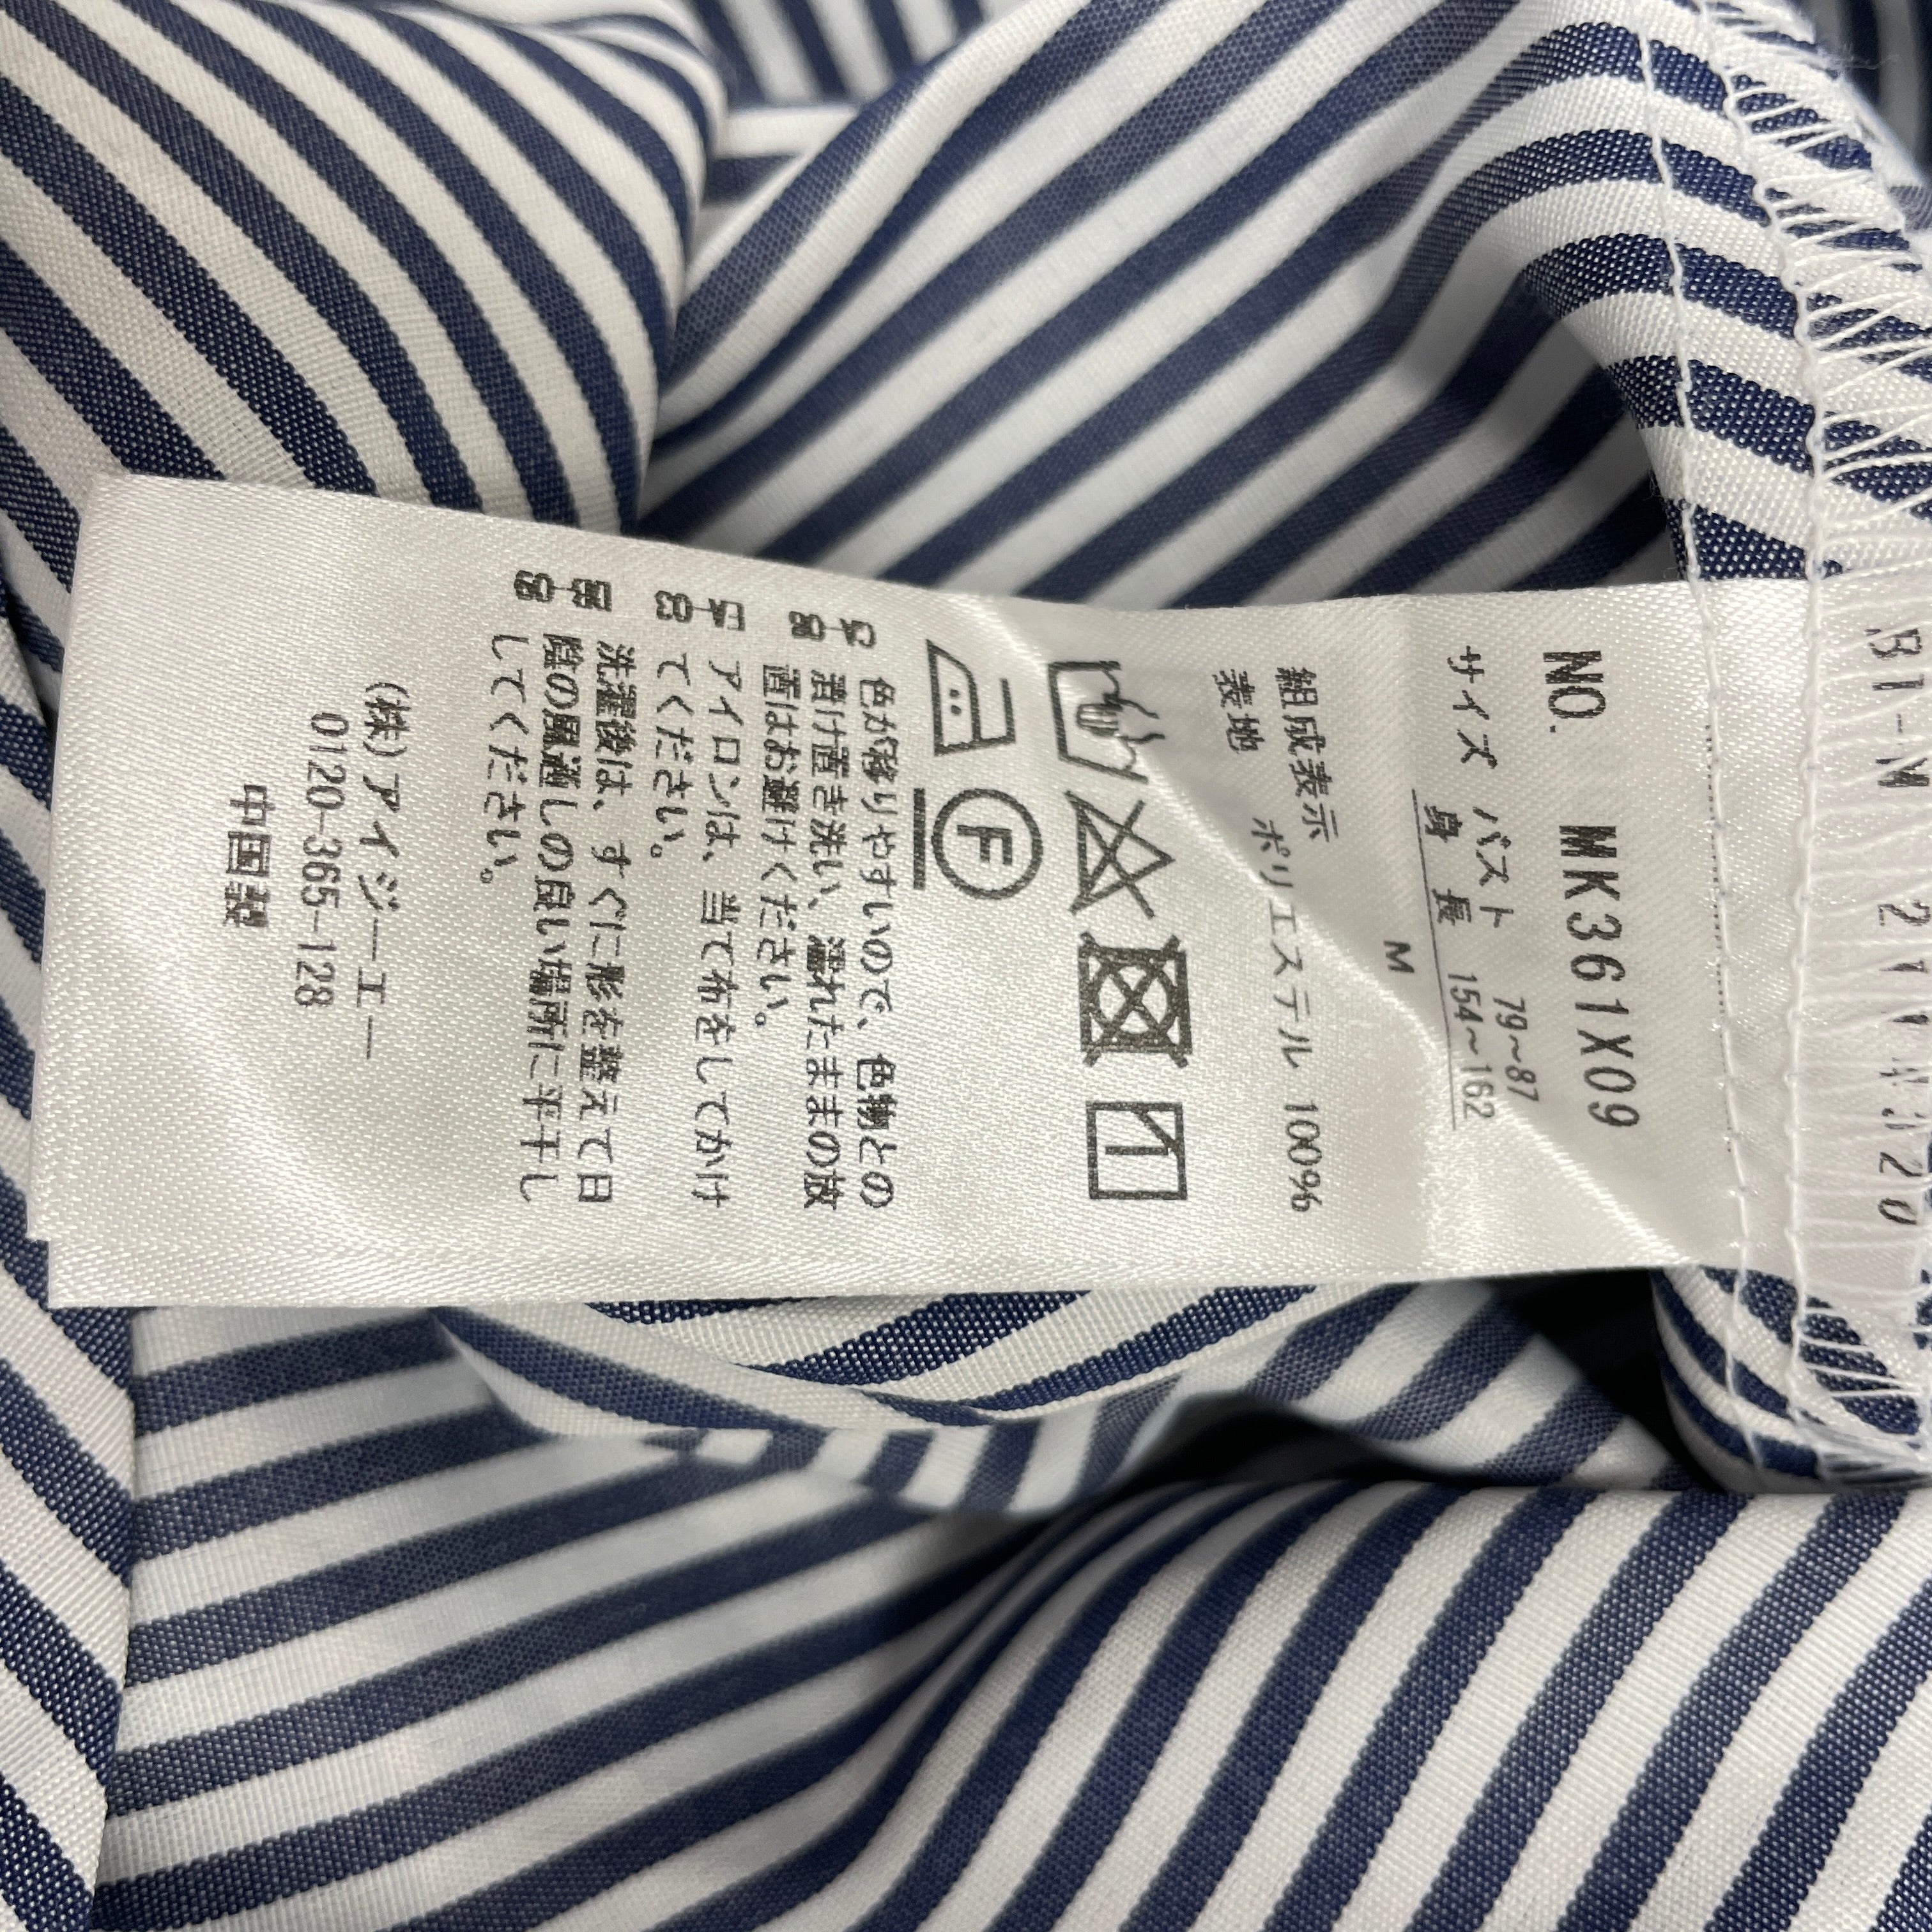 NO. MK361X09
サイズ バスト 79~87
身長 154~162
M
組成表示
表地 ポリエステル 100%
F
色が移りやすいので、色物との
漬け置き洗い、濡れたままの放
置はお避けください。
アイロンは、当て布をしてかけ
てください。
洗濯後は、すぐに形を整えて日
陰の風通しの良い場所に平干し
してください。
(株)アイジーエー
0120-365-128
中国製